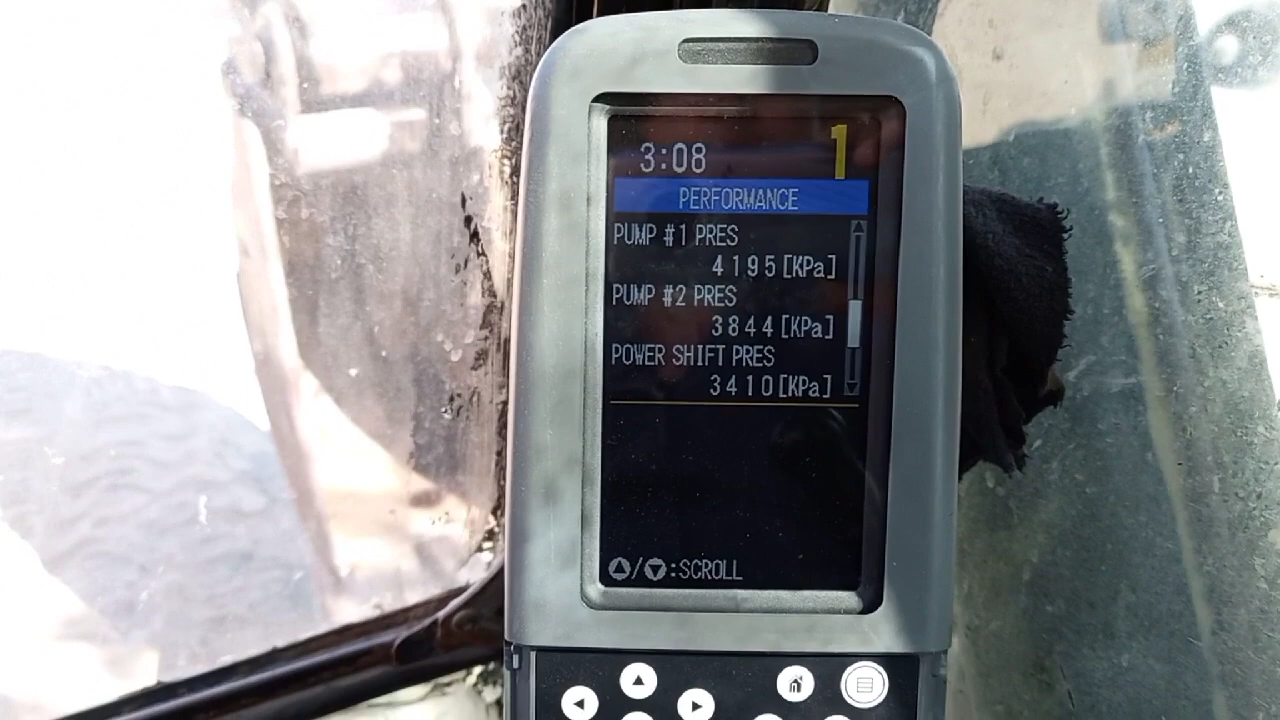 3:08
1
PERFORMANCE
PUMP #1 PRES
4195[KPa]
PUMP #2 PRES
3844[KPa]
POWER SHIFT PRES
3410[KPa]
:SCROLL